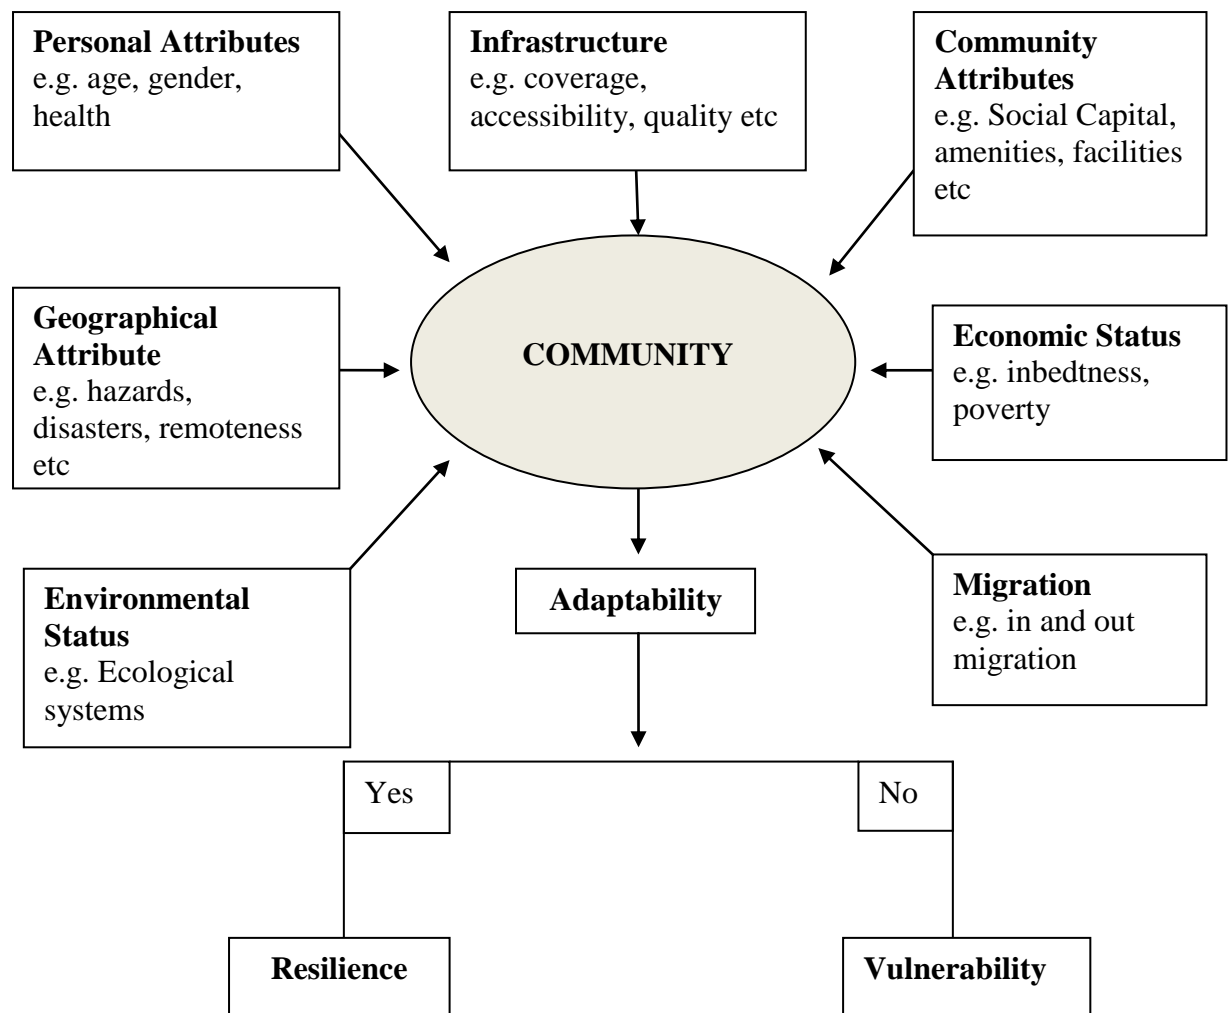 Personal Attributes
e.g. age, gender,
health
Infrastructure
e.g. coverage,
accessibility, quality etc
Community
Attributes
e.g. Social Capital,
amenities, facilities
etc
Geographical
Attribute
e.g. hazards,
disasters, remoteness
etc
COMMUNITY
Economic Status
e.g. inbedtness,
poverty
Environmental
Status
e.g. Ecological
systems
Adaptability
Migration
e.g. in and out
migration
Yes
No
Resilience
Vulnerability